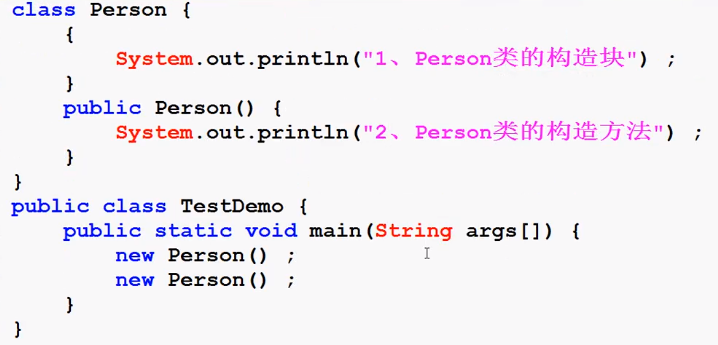 class Person {
    {
        System.out.println("1、Person类的构造块") ;
    }
    public Person() {
        System.out.println("2、Person类的构造方法") ;
    }
}
public class TestDemo {
    public static void main(String args[]) {
        new Person() ;
        new Person() ;
    }
}